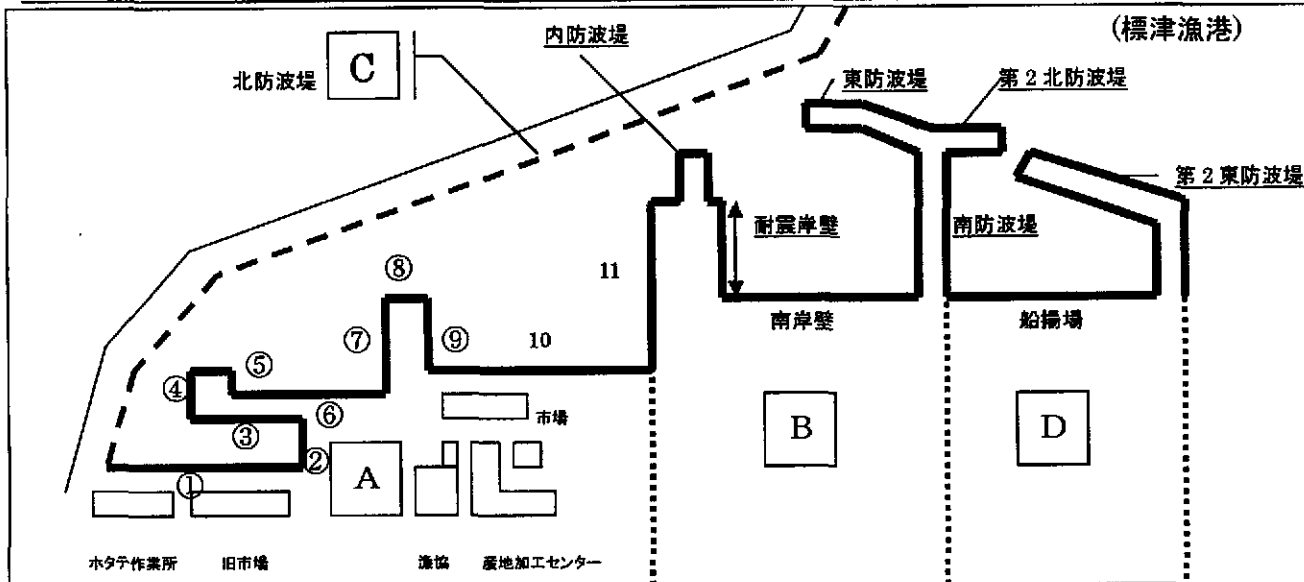 (標津漁港)
内防波堤
北防波堤
C
東防波堤
第2北防波堤
第2東防波堤
耐震岸壁
南防波堤
⑧
11
南岸壁
船揚場
⑦
⑨
10
⑤
④
⑥
市場
③
②
①
A
B
D
ホタテ作業所
旧市場
漁協
産地加工センター